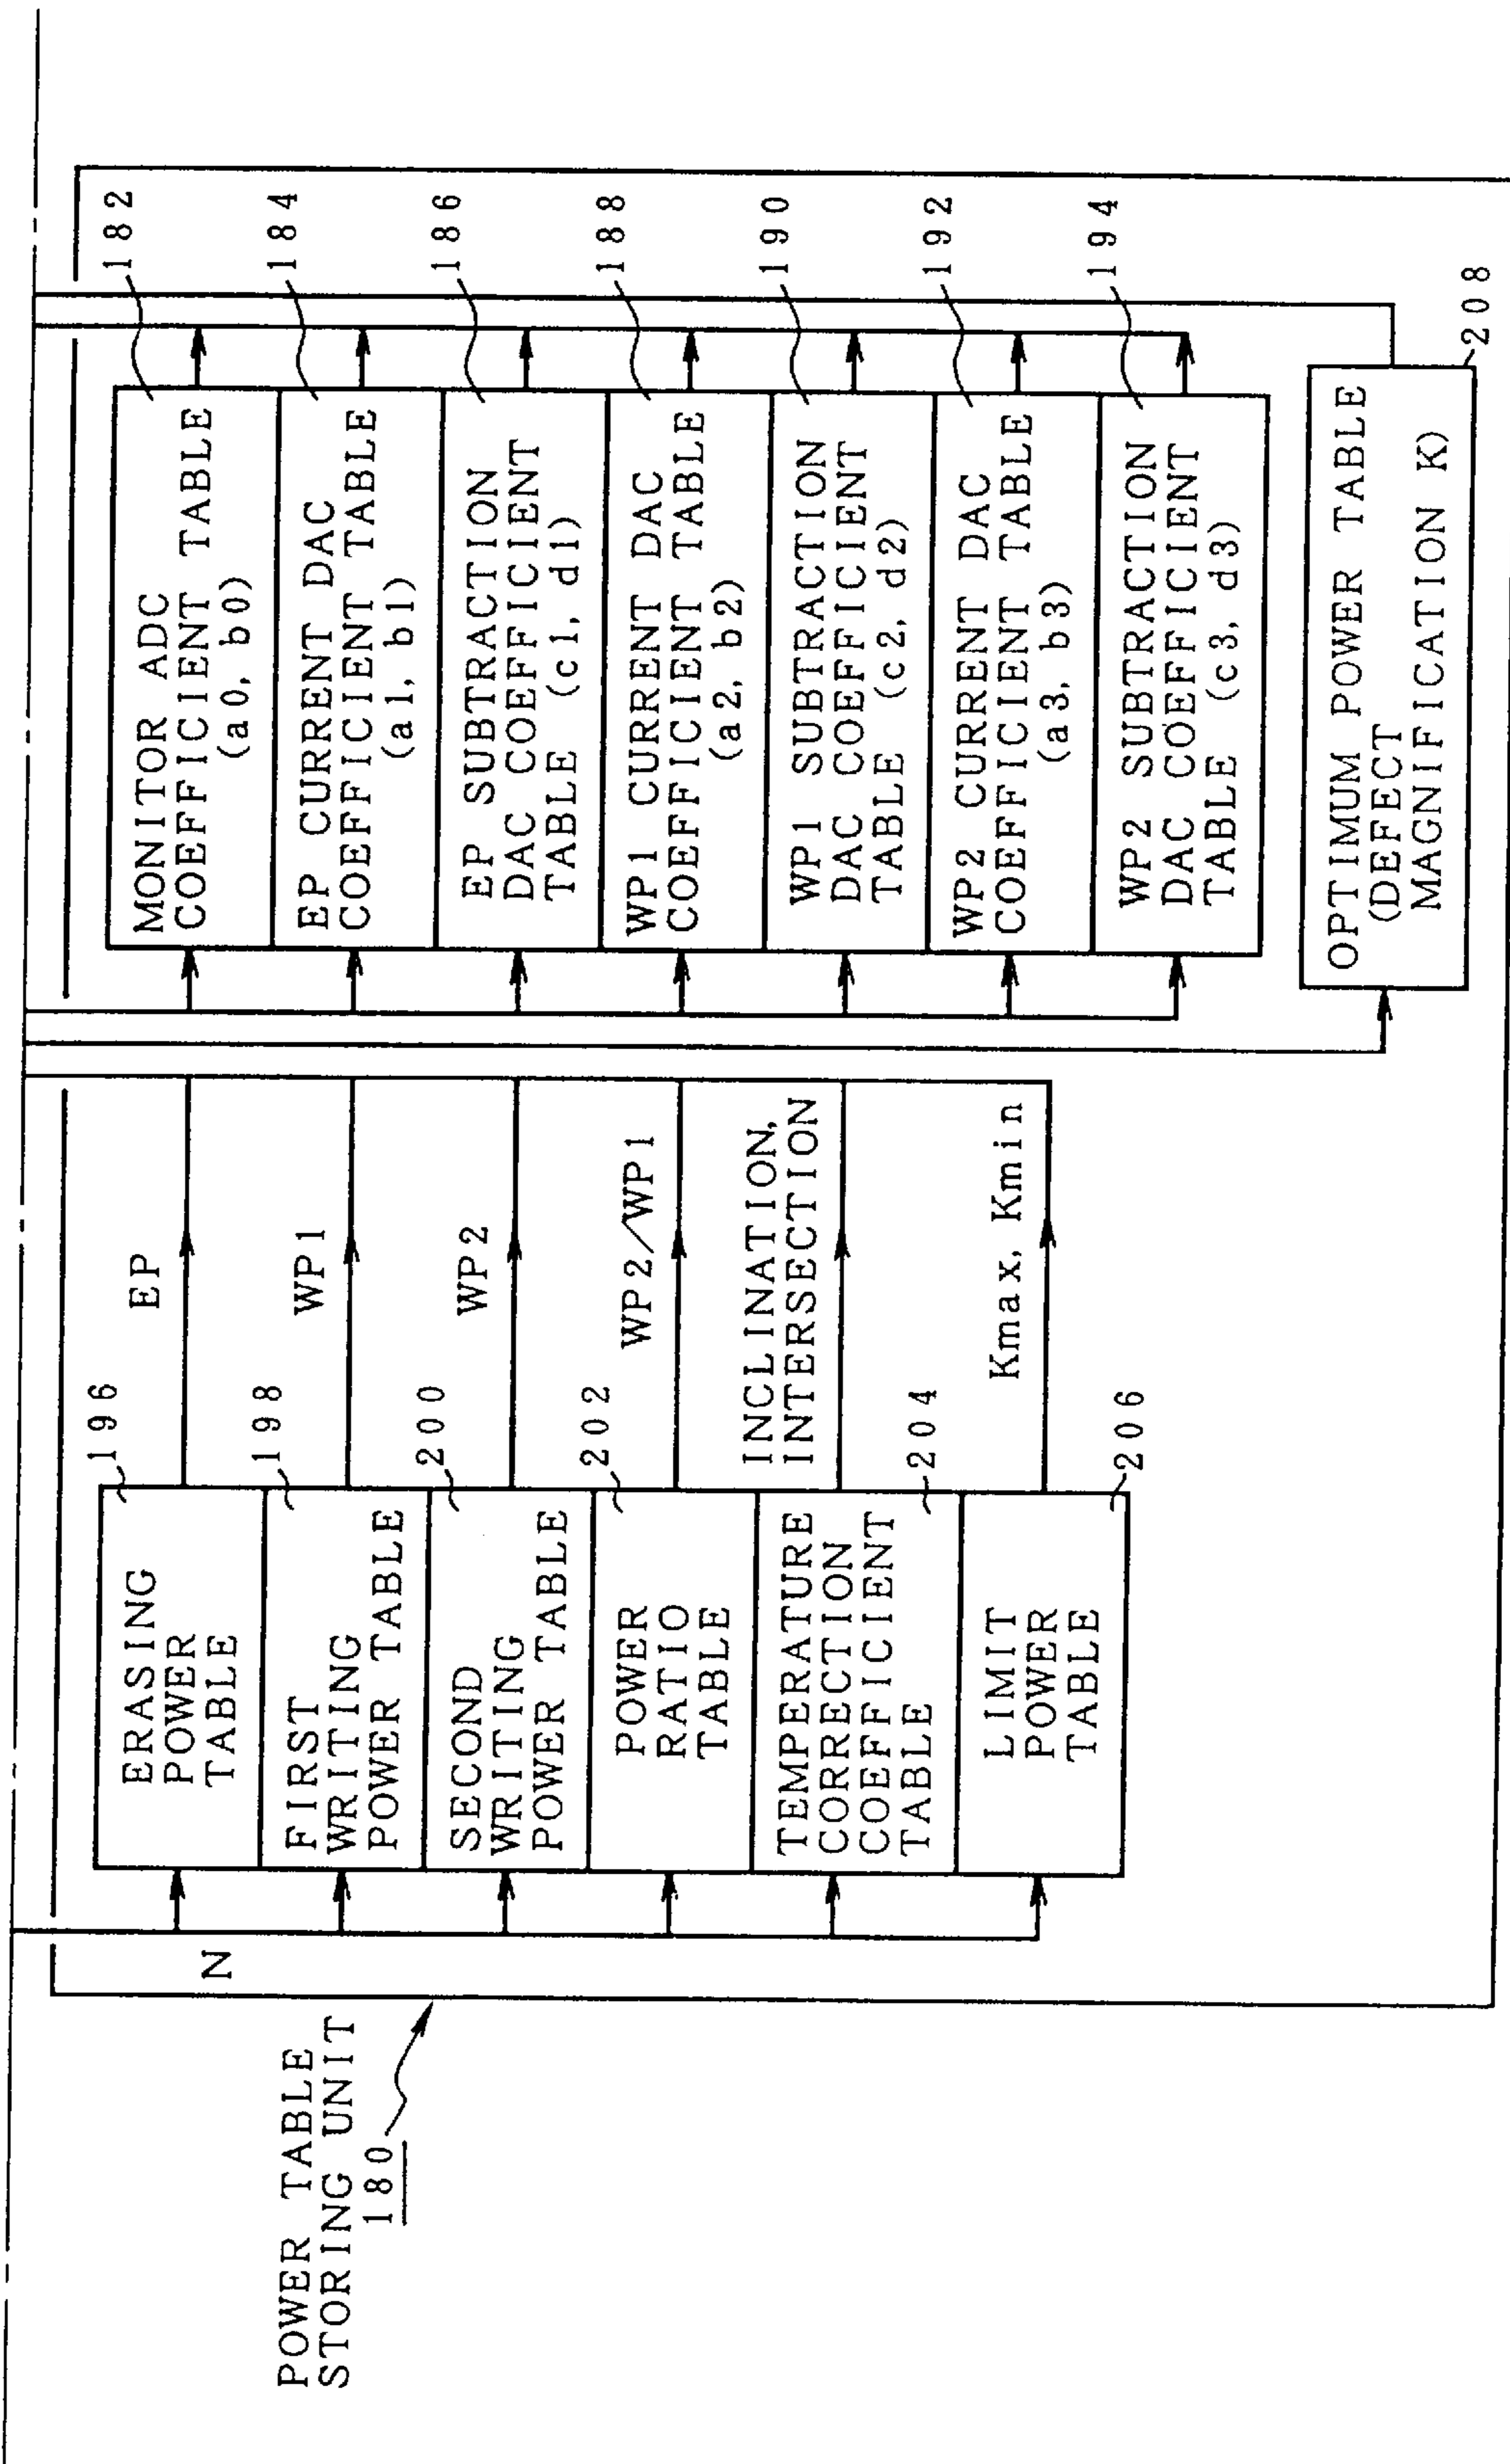 POWER TABLE
STORING UNIT
180
N
ERASING
POWER
TABLE
196
EP
FIRST
WRITING
POWER TABLE
198
WP1
SECOND
WRITING
POWER TABLE
200
WP2
POWER
RATIO
TABLE
202
WP2/WP1
TEMPERATURE
CORRECTION
COEFFICIENT
TABLE
204
INCLINATION,
INTERSECTION
LIMIT
POWER
TABLE
206
Kmax, Kmin
MONITOR ADC
COEFFICIENT TABLE
(a0, b0)
182
EP CURRENT DAC
COEFFICIENT TABLE
(a1, b1)
184
EP SUBTRACTION
DAC COEFFICIENT
TABLE (c1, d1)
186
WP1 CURRENT DAC
COEFFICIENT TABLE
(a2, b2)
188
WP1 SUBTRACTION
DAC COEFFICIENT
TABLE (c2, d2)
190
WP2 CURRENT DAC
COEFFICIENT TABLE
(a3, b3)
192
WP2 SUBTRACTION
DAC COEFFICIENT
TABLE (c3, d3)
194
OPTIMUM POWER TABLE
(DEFECT
MAGNIFICATION K)
208